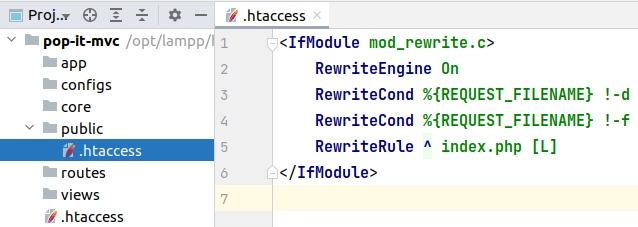 Proj...
.htaccess
pop-it-mvc /opt/lampp/
app
configs
core
public
.htaccess
routes
views
.htaccess
1 <IfModule mod_rewrite.c>
2 RewriteEngine On
3 RewriteCond %{REQUEST_FILENAME} !-d
4 RewriteCond %{REQUEST_FILENAME} !-f
5 RewriteRule ^ index.php [L]
6 </IfModule>
7